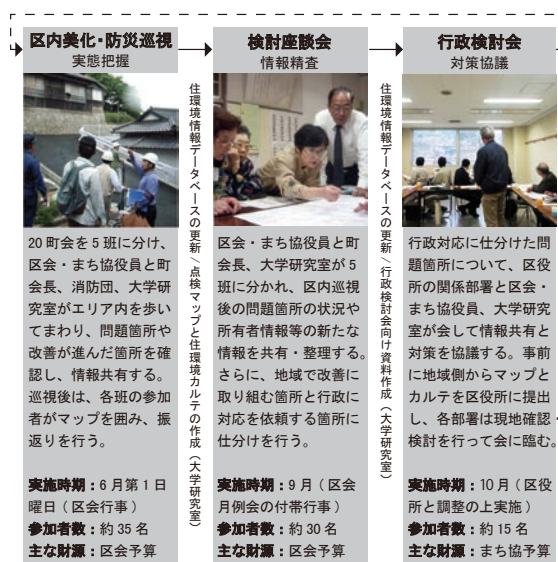 区内美化・防災巡視
実態把握
20 町会を 5 班に分け、
区会・まち協役員と町
会長、消防団、大学研
究室がエリア内を歩い
てまわり、問題箇所や
改善が進んだ箇所を確
認し、情報共有する。
巡視後は、各班の参加
者がマップを囲み、振
返りを行う。
実施時期：6 月第 1 日
曜日 ( 区会行事 )
参加者数：約 35 名
主な財源：区会予算
住環境情報データベースの更新／点検マップと住環境カルテの作成（大学研究室）
検討座談会
情報精査
区会・まち協役員と町
会長、大学研究室が 5
班に分かれ、区内巡視
後の問題箇所の状況や
所有者情報等の新たな
情報を共有・整理する。
さらに、地域で改善に
取り組む箇所と行政に
対応を依頼する箇所に
仕分けを行う。
実施時期：9 月 ( 区会
月例会の付帯行事 )
参加者数：約 30 名
主な財源：区会予算
住環境情報データベースの更新／行政検討会向け資料作成（大学研究室）
行政検討会
対策協議
行政対応に仕分けた問
題箇所について、区役
所の関係部署と区会・
まち協役員、大学研究
室が会して情報共有と
対策を協議する。事前
に地域側からマップと
カルテを区役所に提出
し、各部署は現地確認・
検討を行って会に臨む。
実施時期：10 月 ( 区役
所と調整の上実施 )
参加者数：約 15 名
主な財源：まち協予算